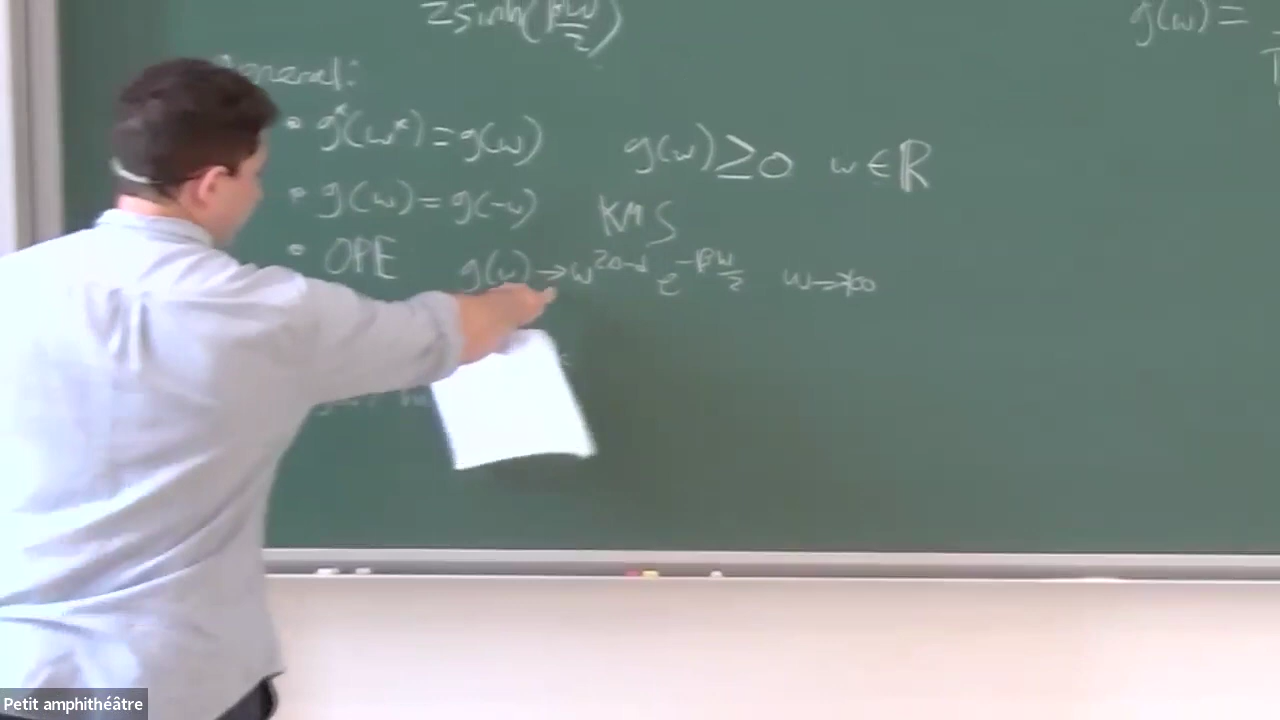 2sinh(βω/2)
g(ω)=
General:
• g*(ω*)=g(ω) g(ω)≥0 ω∈ℝ
• g(ω)=g(-ω) KMS
• OPE g(ω)→ω^{2Δ-d} e^{-βω/2} ω→∞
Petit amphithéâtre